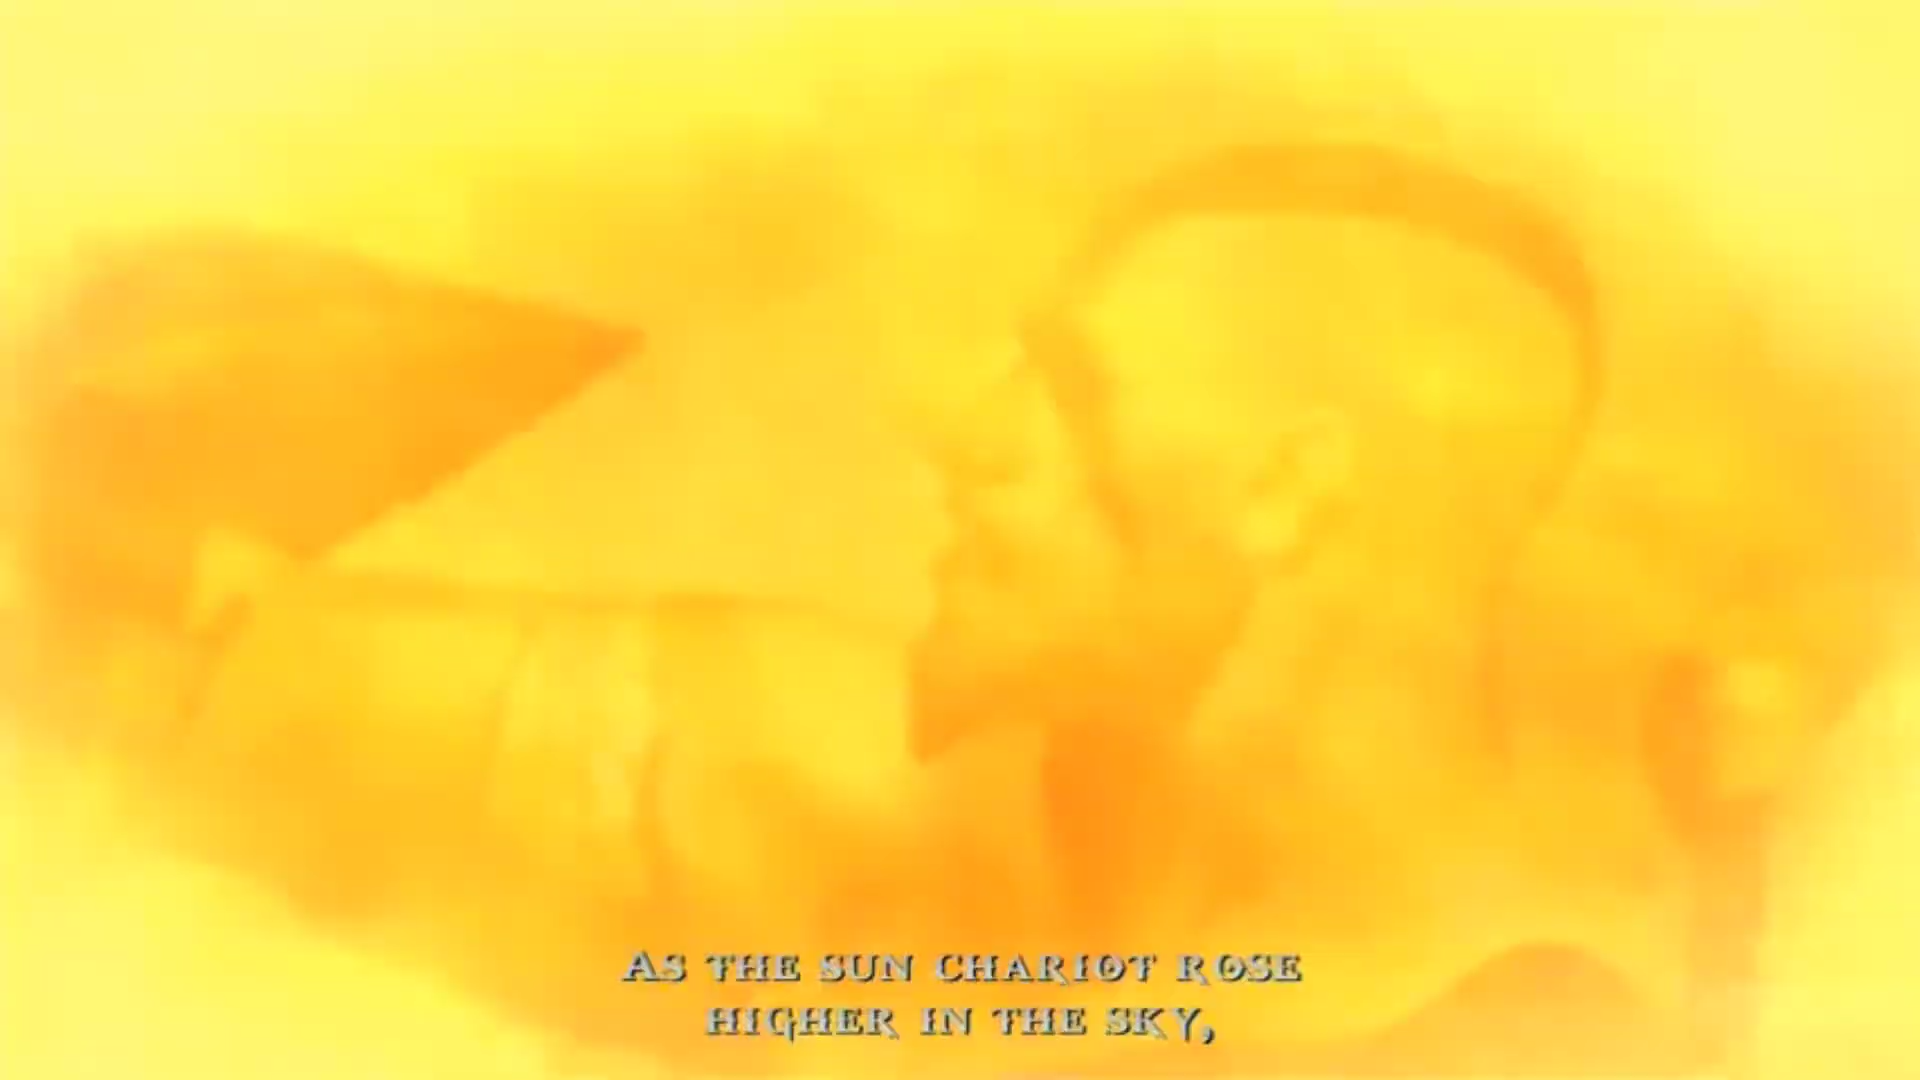 As the sun chariot rose
higher in the sky,